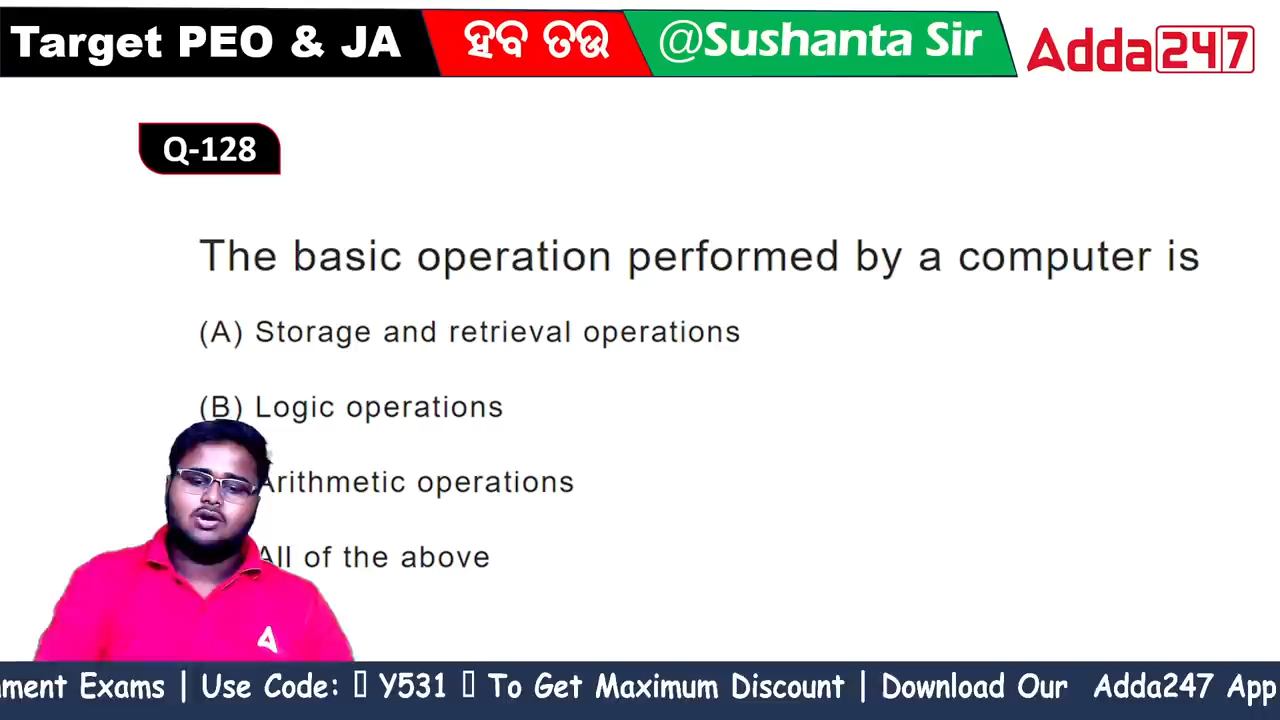 Target PEO & JA ହବ ତଉ @Sushanta Sir Adda247
Q-128
The basic operation performed by a computer is
(A) Storage and retrieval operations
(B) Logic operations
Arithmetic operations
All of the above
nment Exams | Use Code: Y531 To Get Maximum Discount | Download Our Adda247 App